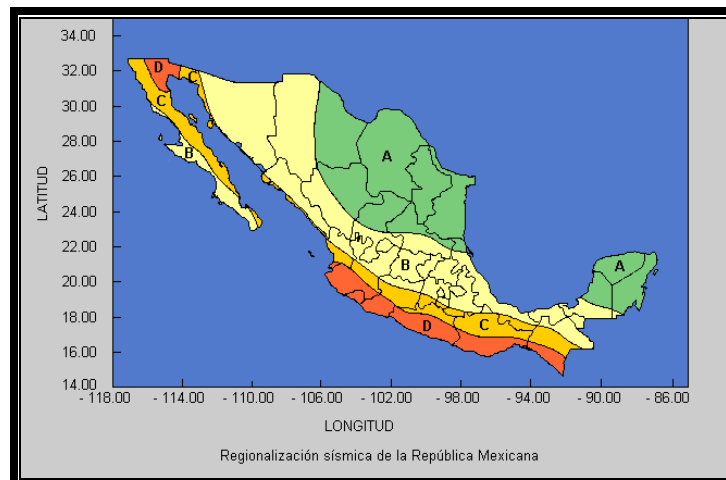 34.00
32.00
30.00
28.00
26.00
24.00
22.00
20.00
18.00
16.00
14.00
LATITUD
D
C
C
B
A
A
B
C
D
- 118.00 - 114.00 - 110.00 - 106.00 - 102.00 - 98.00 - 94.00 - 90.00 - 86.00
LONGITUD
Regionalización sísmica de la República Mexicana